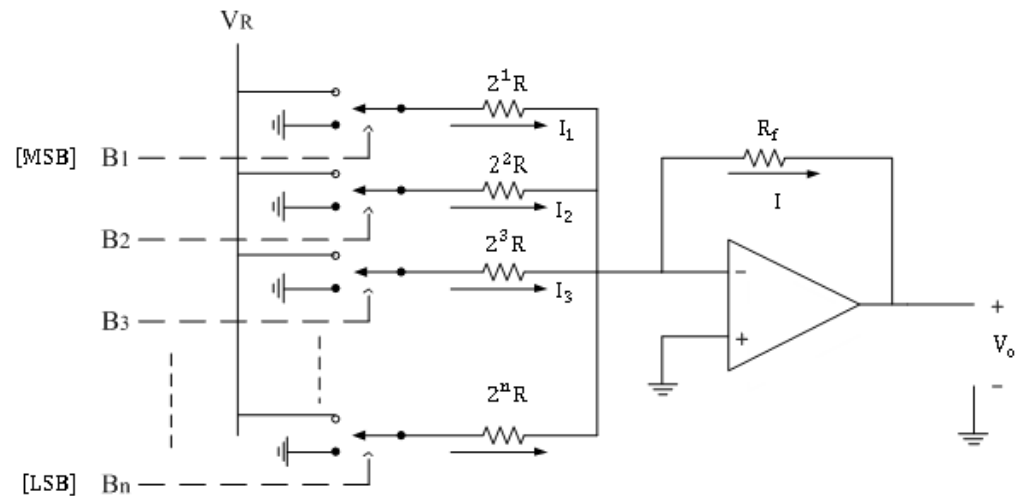 VR
2¹R
I₁
[MSB] B1
2²R
I₂
B2
2³R
I₃
B3
Rf
I
−
+
+
Vₒ
−
2ⁿR
[LSB] Bn